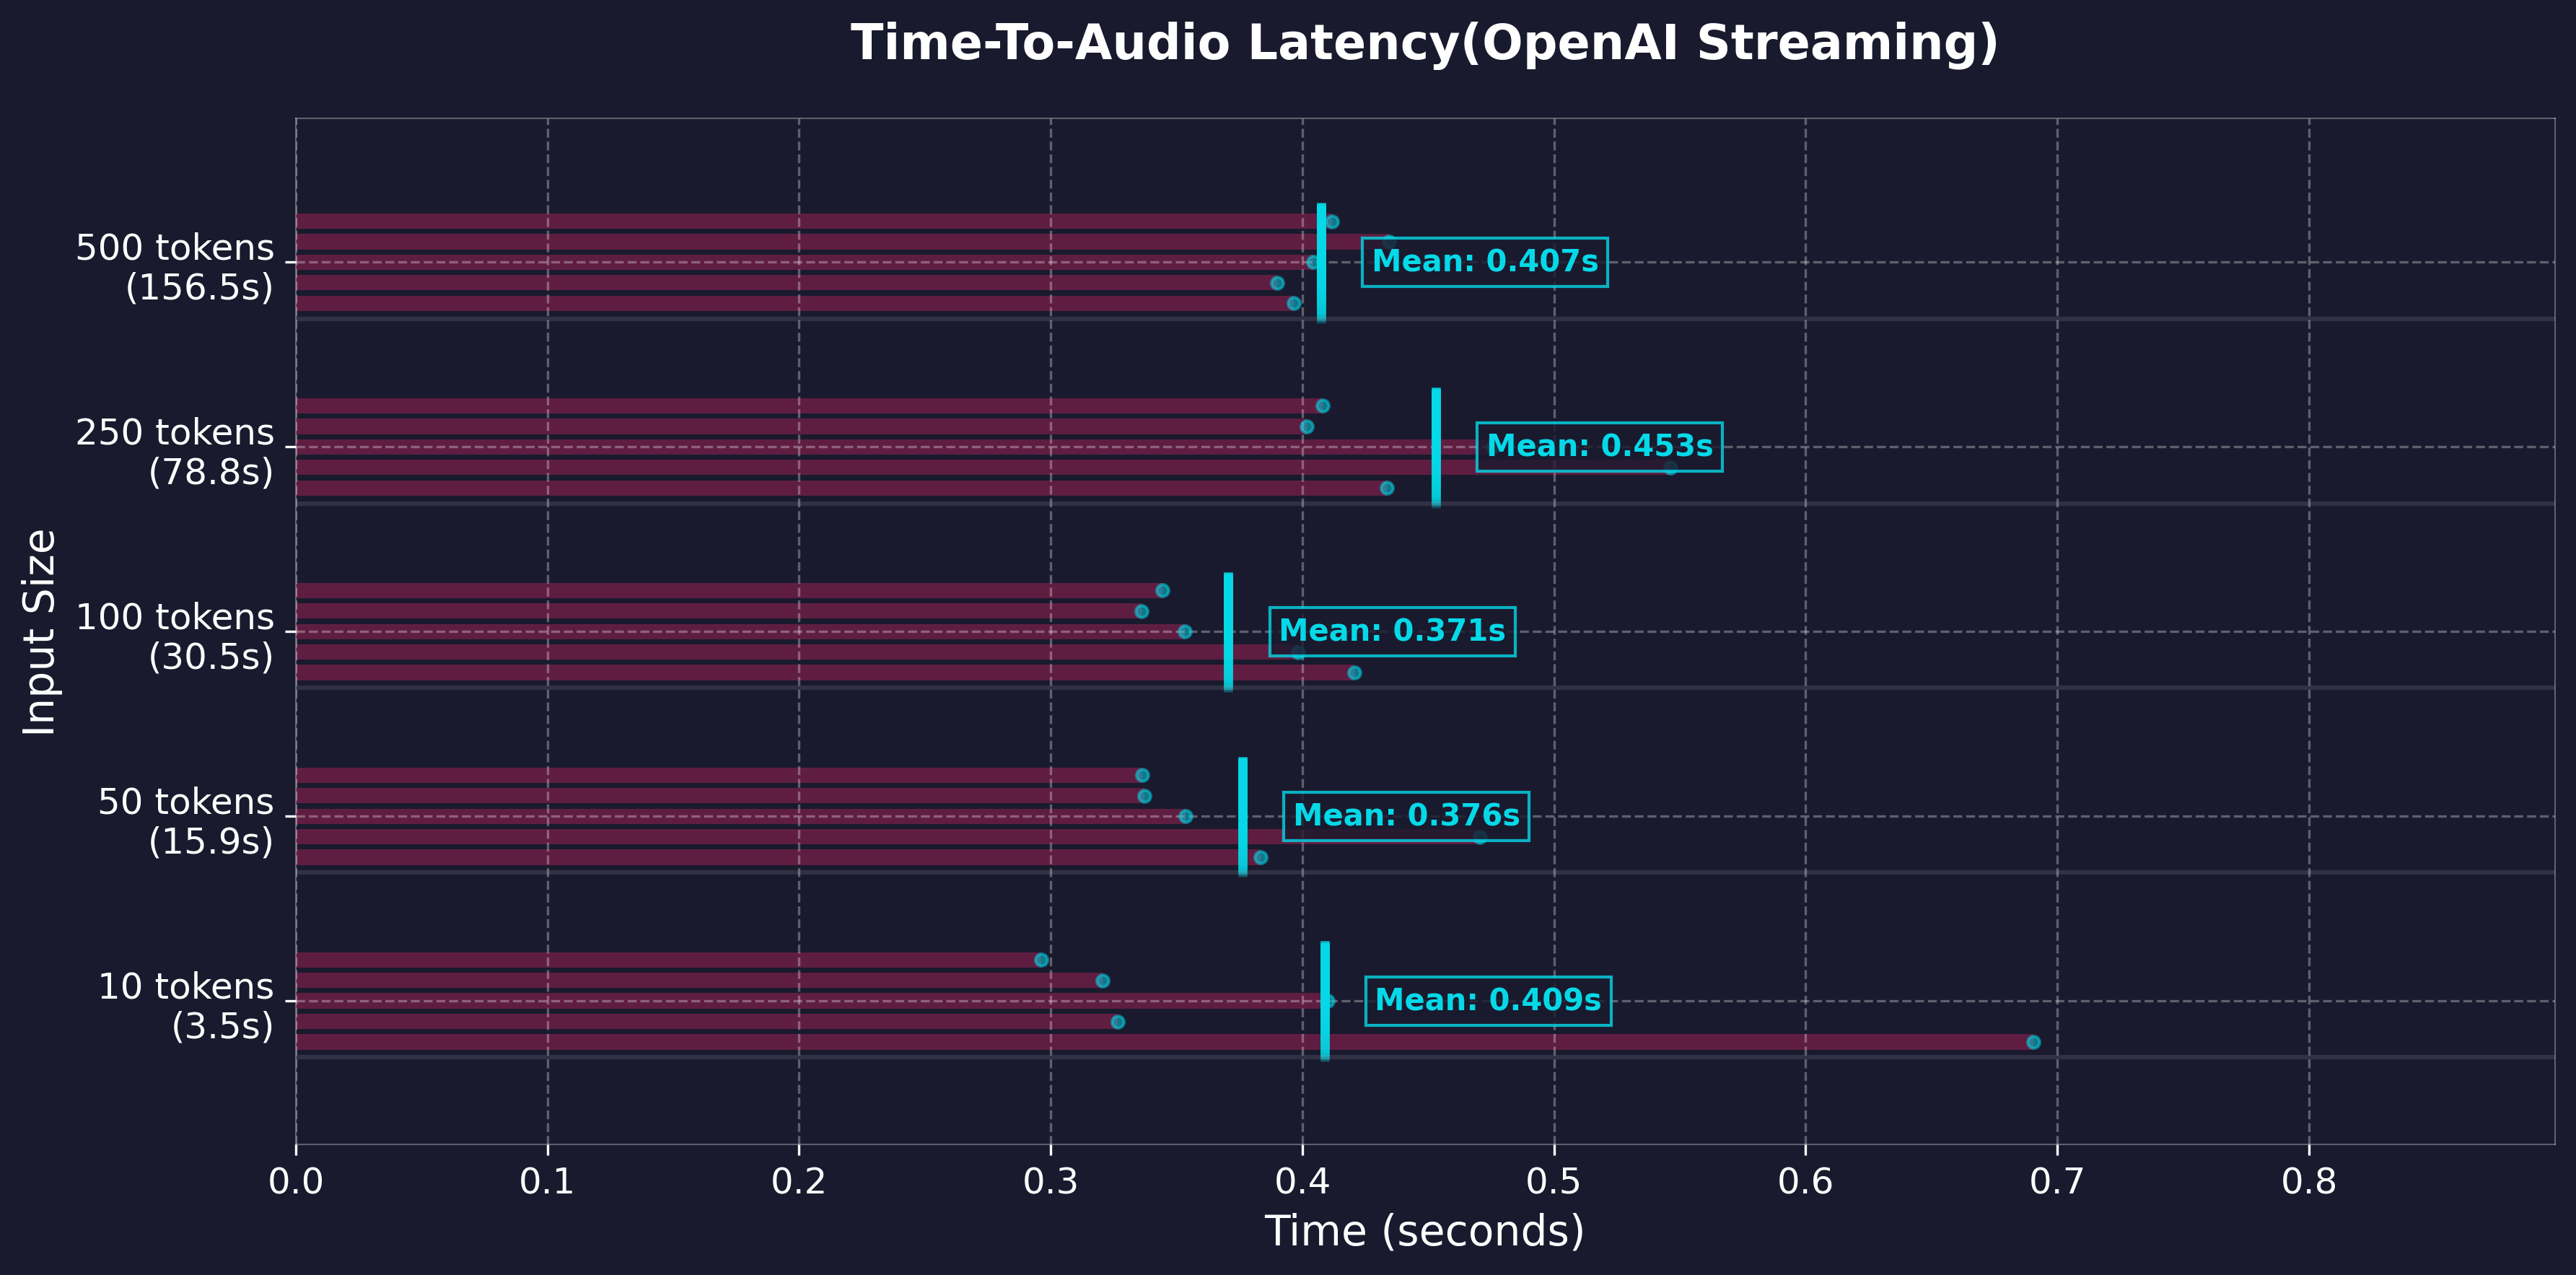 Time-To-Audio Latency(OpenAI Streaming)
Input Size
500 tokens
(156.5s)
Mean: 0.407s
250 tokens
(78.8s)
Mean: 0.453s
100 tokens
(30.5s)
Mean: 0.371s
50 tokens
(15.9s)
Mean: 0.376s
10 tokens
(3.5s)
Mean: 0.409s
0.0 0.1 0.2 0.3 0.4 0.5 0.6 0.7 0.8
Time (seconds)